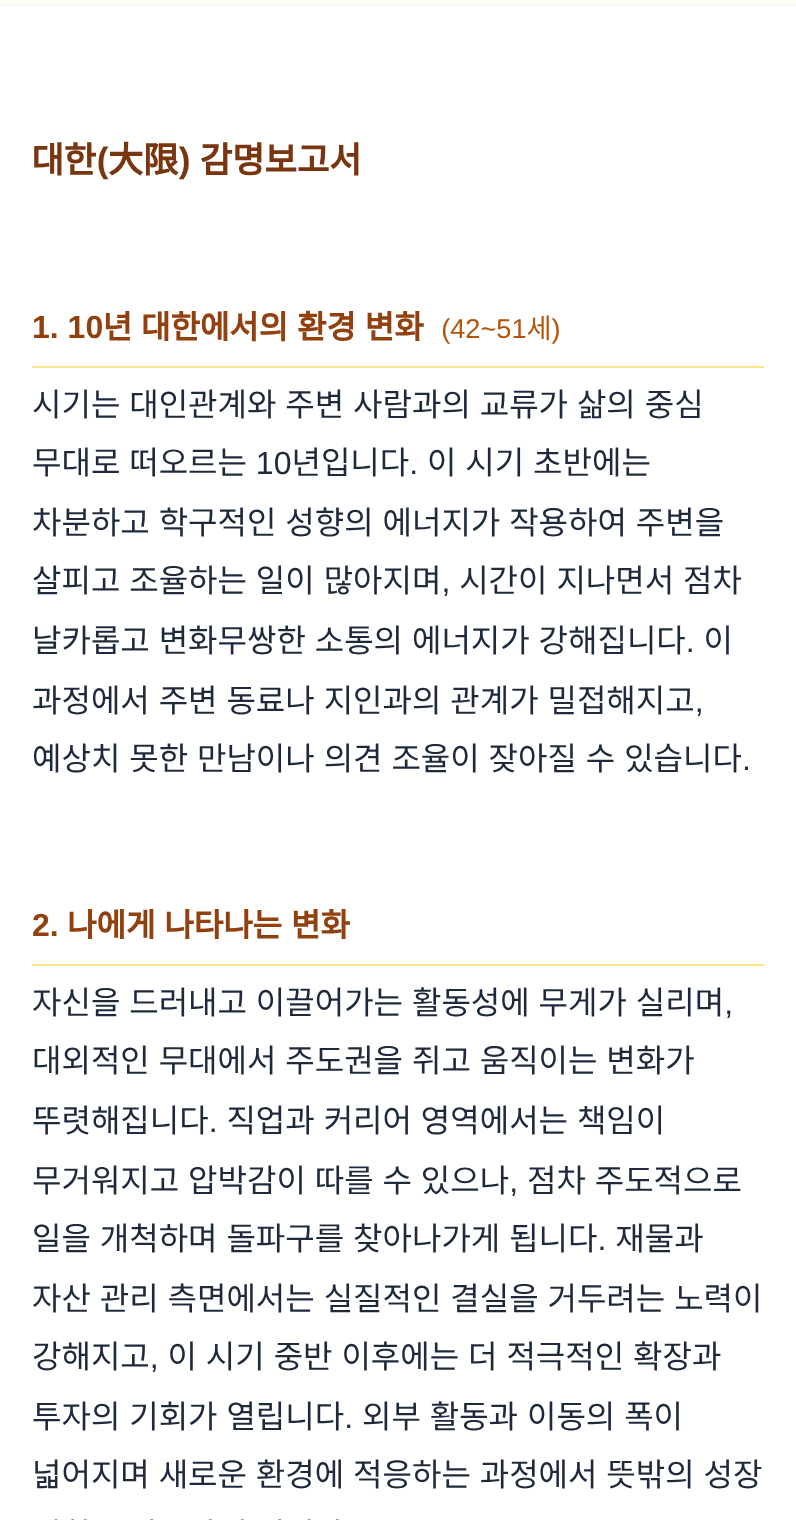 대한(大限) 감명보고서
1. 10년 대한에서의 환경 변화 (42~51세)
시기는 대인관계와 주변 사람과의 교류가 삶의 중심
무대로 떠오르는 10년입니다. 이 시기 초반에는
차분하고 학구적인 성향의 에너지가 작용하여 주변을
살피고 조율하는 일이 많아지며, 시간이 지나면서 점차
날카롭고 변화무쌍한 소통의 에너지가 강해집니다. 이
과정에서 주변 동료나 지인과의 관계가 밀접해지고,
예상치 못한 만남이나 의견 조율이 잦아질 수 있습니다.
2. 나에게 나타나는 변화
자신을 드러내고 이끌어가는 활동성에 무게가 실리며,
대외적인 무대에서 주도권을 쥐고 움직이는 변화가
뚜렷해집니다. 직업과 커리어 영역에서는 책임이
무거워지고 압박감이 따를 수 있으나, 점차 주도적으로
일을 개척하며 돌파구를 찾아나가게 됩니다. 재물과
자산 관리 측면에서는 실질적인 결실을 거두려는 노력이
강해지고, 이 시기 중반 이후에는 더 적극적인 확장과
투자의 기회가 열립니다. 외부 활동과 이동의 폭이
넓어지며 새로운 환경에 적응하는 과정에서 뜻밖의 성장